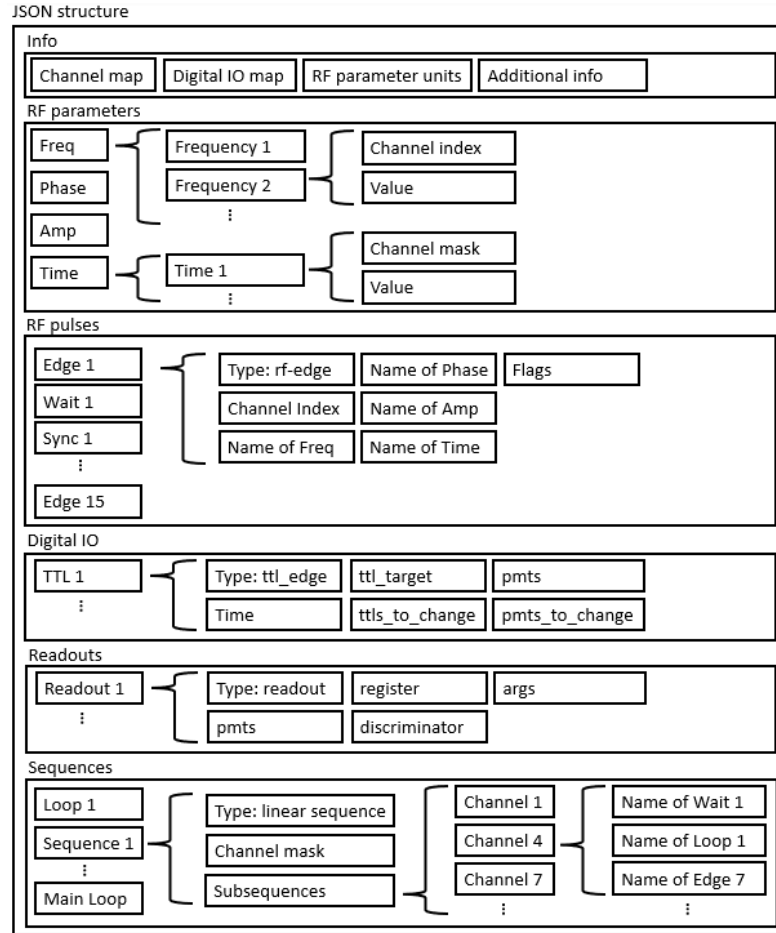 JSON structure
Info
Channel map Digital IO map RF parameter units Additional info
RF parameters
Freq Frequency 1 Channel index
Phase Frequency 2 Value
⋮
Amp Channel mask
Time Time 1 Value
⋮
RF pulses
Edge 1 Type: rf-edge Name of Phase Flags
Wait 1 Channel Index Name of Amp
Sync 1 Name of Freq Name of Time
⋮
Edge 15
Digital IO
TTL 1 Type: ttl_edge ttl_target pmts
⋮ Time ttls_to_change pmts_to_change
Readouts
Readout 1 Type: readout register args
⋮ pmts discriminator
Sequences
Loop 1 Type: linear sequence Channel 1 Name of Wait 1
Sequence 1 Channel mask Channel 4 Name of Loop 1
⋮
Main Loop Subsequences Channel 7 Name of Edge 7
⋮ ⋮